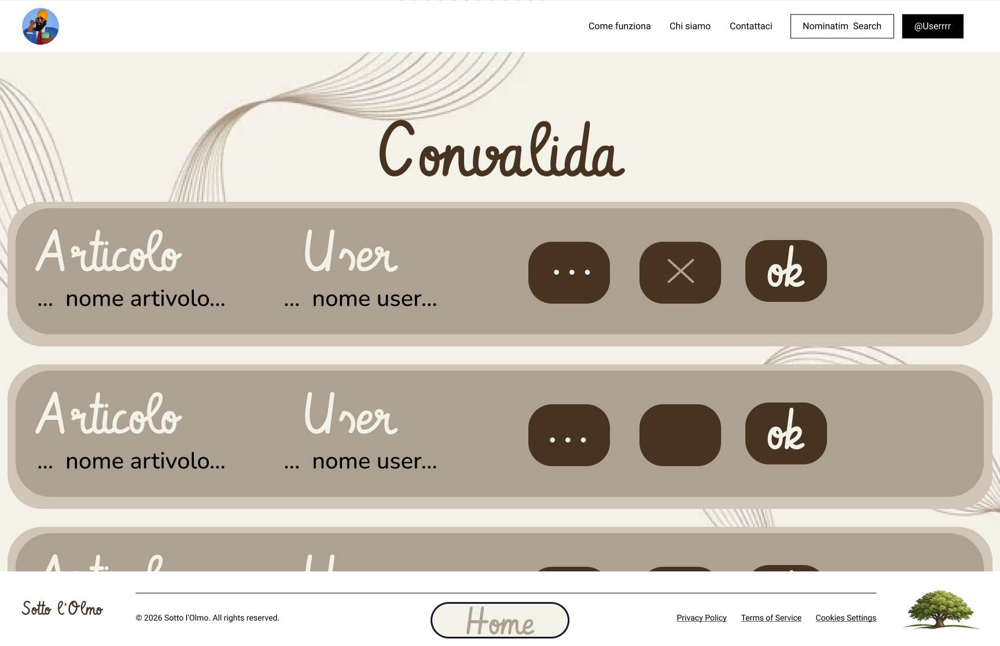 Come funziona
Chi siamo
Contattaci
Nominatim Search
@Userrrr
Convalida
Articolo
User
... nome artivolo...
... nome user...
...
ok
Articolo
User
... nome artivolo...
... nome user...
...
ok
Sotto l'Olmo
© 2026 Sotto l'Olmo. All rights reserved.
Home
Privacy Policy
Terms of Service
Cookies Settings